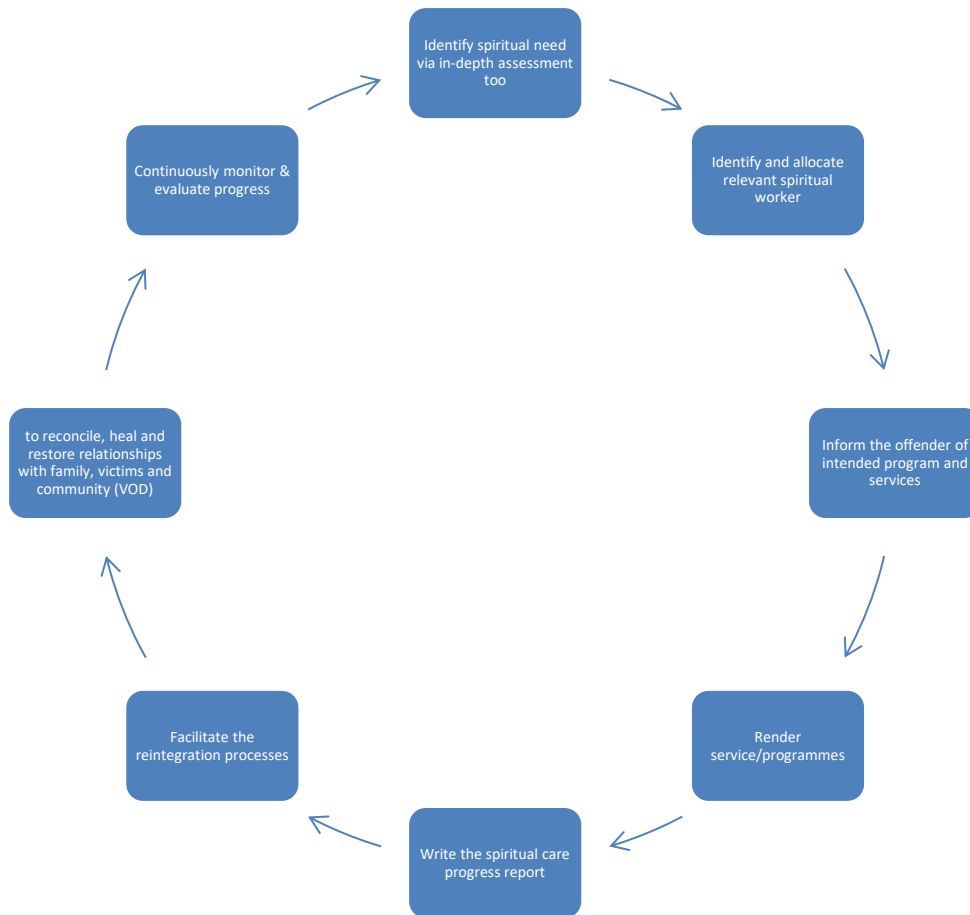 Identify spiritual need
via in-depth assessment
too
Identify and allocate
relevant spiritual
worker
Inform the offender of
intended program and
services
Render
service/programmes
Write the spiritual care
progress report
Facilitate the
reintegration processes
to reconcile, heal and
restore relationships
with family, victims and
community (VOD)
Continuously monitor &
evaluate progress